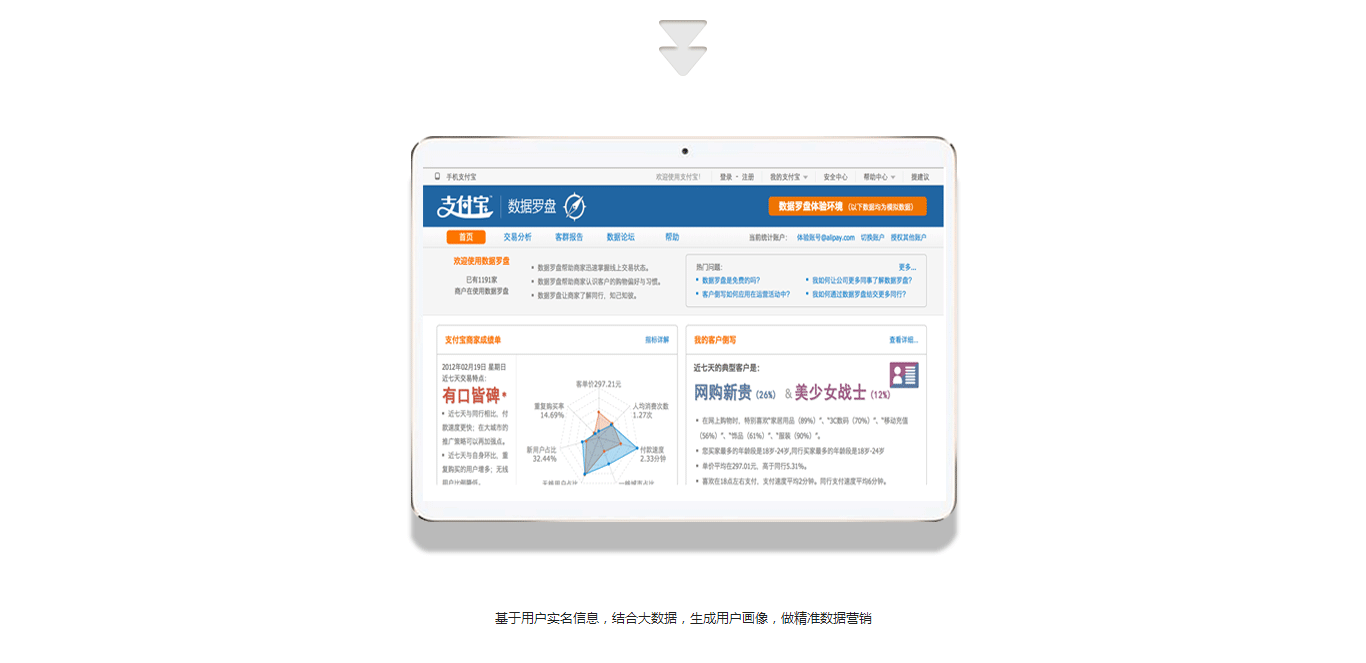 手机支付宝 欢迎使用支付宝! 登录 - 注册 我的支付宝 安全中心 帮助中心 提建议
支付宝 数据罗盘 数据罗盘体验环境 (以下数据均为模拟数据)
首页 交易分析 客群报告 数据论坛 帮助 当前统计账户: 体验账号@alipay.com 切换账户 授权其他账户
欢迎使用数据罗盘
已有1191家
商户在使用数据罗盘
• 数据罗盘帮助商家迅速掌握线上交易状态。
• 数据罗盘帮助商家认识客户的购物偏好与习惯。
• 数据罗盘让商家了解同行,知己知彼。
热门问题: 更多...
• 数据罗盘是免费的吗? • 我如何让公司更多同事了解数据罗盘?
• 客户侧写如何应用在运营活动中? • 我如何通过数据罗盘结交更多同行?
支付宝商家成绩单 指标详解
2012年02月19日 星期日
近七天交易特点:
有口皆碑
• 近七天与同行相比,付
款速度更快;在大城市的
推广策略可以再加强点。
• 近七天与自身环比,重
复购买的用户增多;无线
用户比例降低。
客单价297.21元
重复购买率
14.69%
人均消费次数
1.27次
新用户占比
32.44%
付款速度
2.33分钟
无线用户占比
一线城市占比
我的客户侧写 查看详细...
近七天的典型客户是:
网购新贵 (26%) & 美少女战士 (12%)
• 在网上购物时,特别喜欢"家居用品(89%)"、"3C数码(70%)"、"移动充值
(56%)"、"饰品(61%)"、"服装(90%)"。
• 您买家最多的年龄段是18岁-24岁,同行买家最多的年龄段是18岁-24岁
• 单价平均在297.01元,高于同行5.31%。
• 喜欢在18点左右支付,支付速度平均2分钟。同行支付速度平均6分钟。
基于用户实名信息,结合大数据,生成用户画像,做精准数据营销